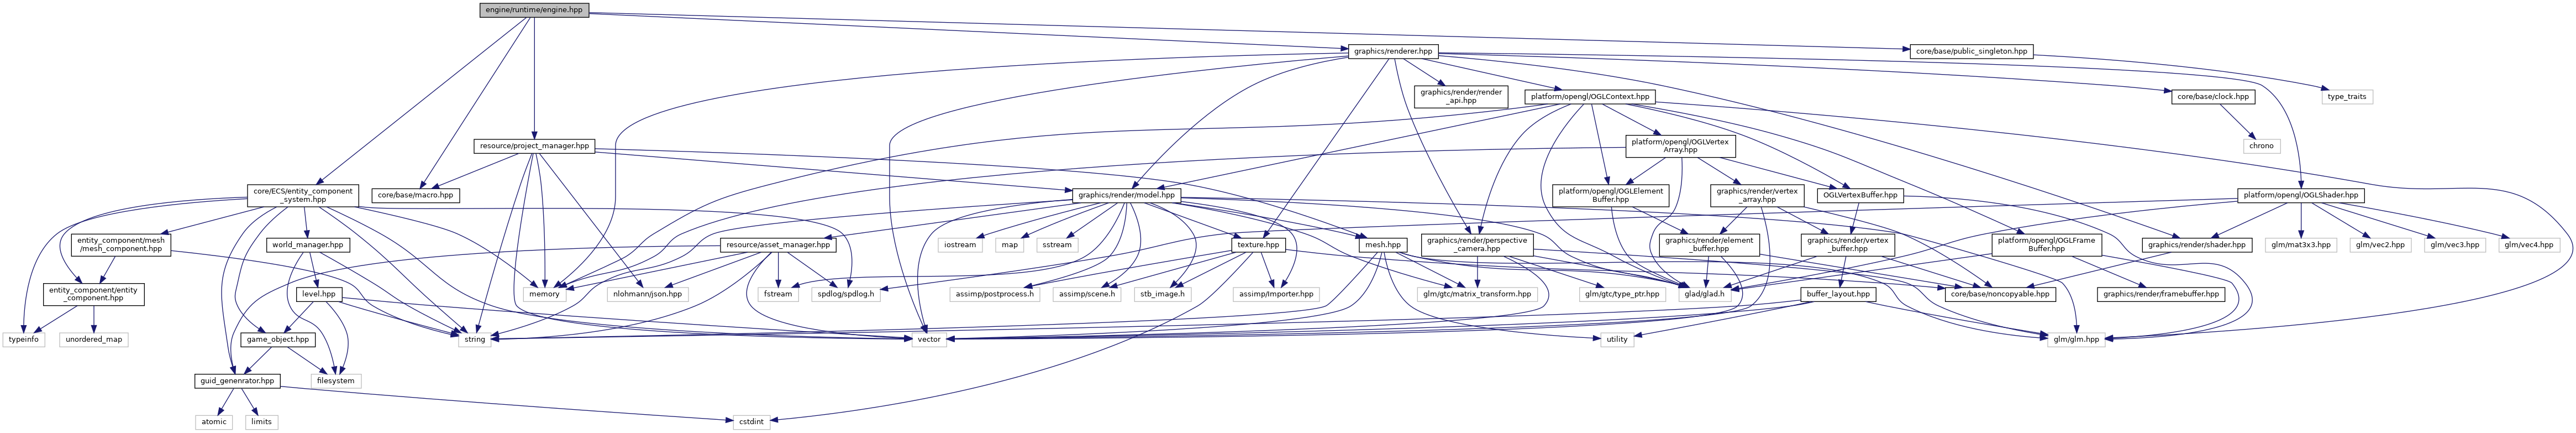 engine/runtime/engine.hpp
graphics/renderer.hpp
core/base/public_singleton.hpp
graphics/render/render
_api.hpp
platform/opengl/OGLContext.hpp
core/base/clock.hpp
type_traits
resource/project_manager.hpp
platform/opengl/OGLVertex
Array.hpp
chrono
core/ECS/entity_component
_system.hpp
core/base/macro.hpp
graphics/render/model.hpp
platform/opengl/OGLElement
Buffer.hpp
graphics/render/vertex
_array.hpp
OGLVertexBuffer.hpp
platform/opengl/OGLShader.hpp
entity_component/mesh
/mesh_component.hpp
world_manager.hpp
resource/asset_manager.hpp
iostream
map
sstream
texture.hpp
mesh.hpp
graphics/render/perspective
_camera.hpp
graphics/render/element
_buffer.hpp
graphics/render/vertex
_buffer.hpp
platform/opengl/OGLFrame
Buffer.hpp
graphics/render/shader.hpp
glm/mat3x3.hpp
glm/vec2.hpp
glm/vec3.hpp
glm/vec4.hpp
entity_component/entity
_component.hpp
level.hpp
memory
nlohmann/json.hpp
fstream
spdlog/spdlog.h
assimp/postprocess.h
assimp/scene.h
stb_image.h
assimp/Importer.hpp
glm/gtc/matrix_transform.hpp
glm/gtc/type_ptr.hpp
glad/glad.h
buffer_layout.hpp
core/base/noncopyable.hpp
graphics/render/framebuffer.hpp
typeinfo
unordered_map
game_object.hpp
string
vector
utility
glm/glm.hpp
guid_genenrator.hpp
filesystem
atomic
limits
cstdint